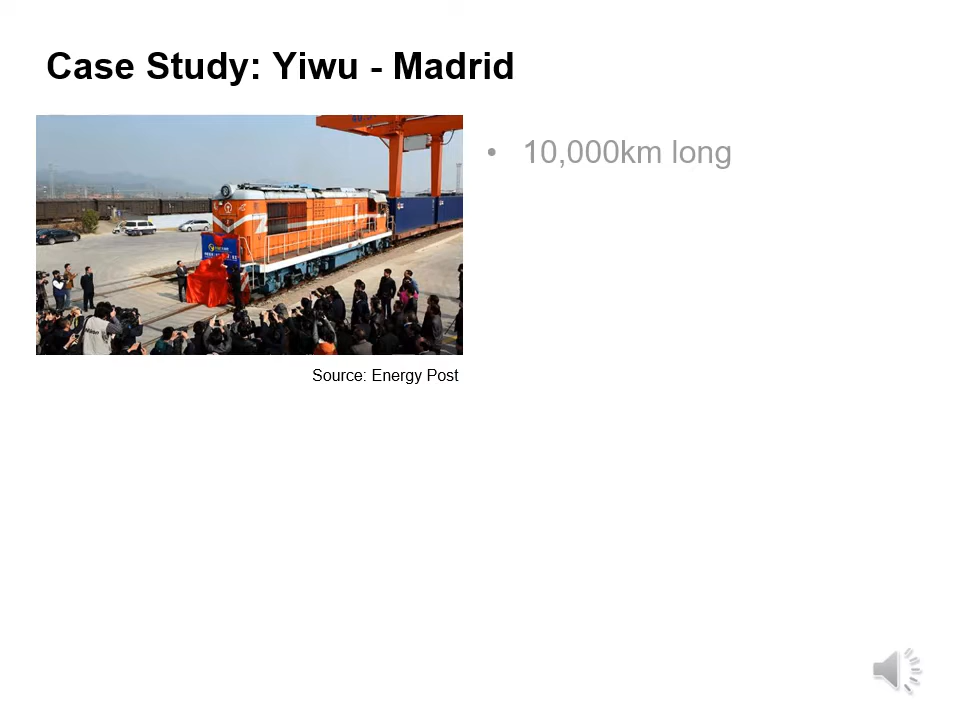 Case Study: Yiwu - Madrid
• 10,000km long
Source: Energy Post